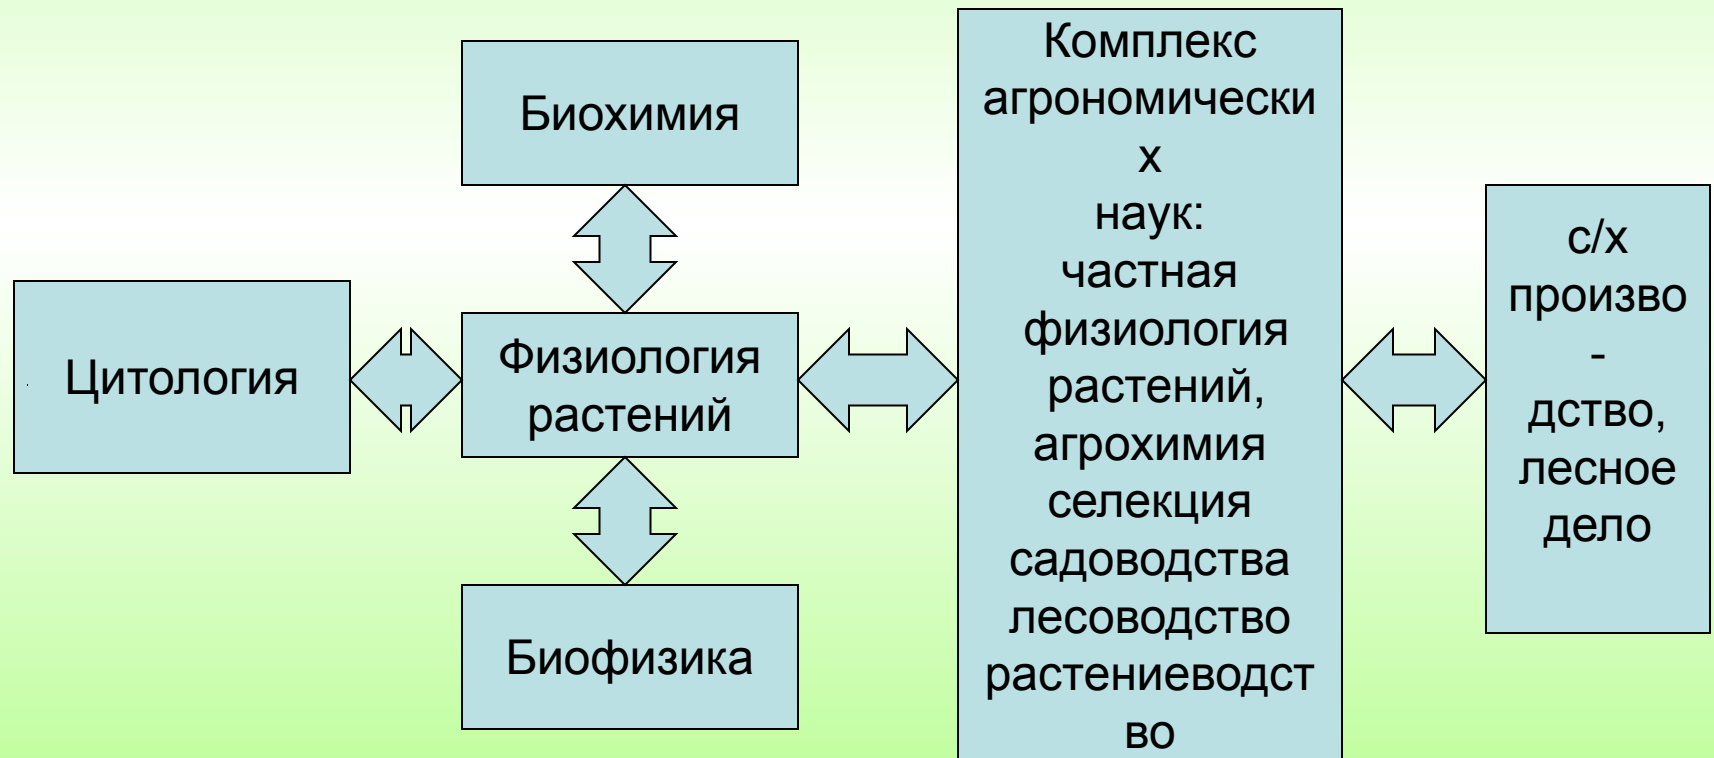 Биохимия
Цитология
Физиология
растений
Биофизика
Комплекс
агрономически
х
наук:
частная
физиология
растений,
агрохимия
селекция
садоводства
лесоводство
растениеводст
во
с/х
произво
-
дство,
лесное
дело